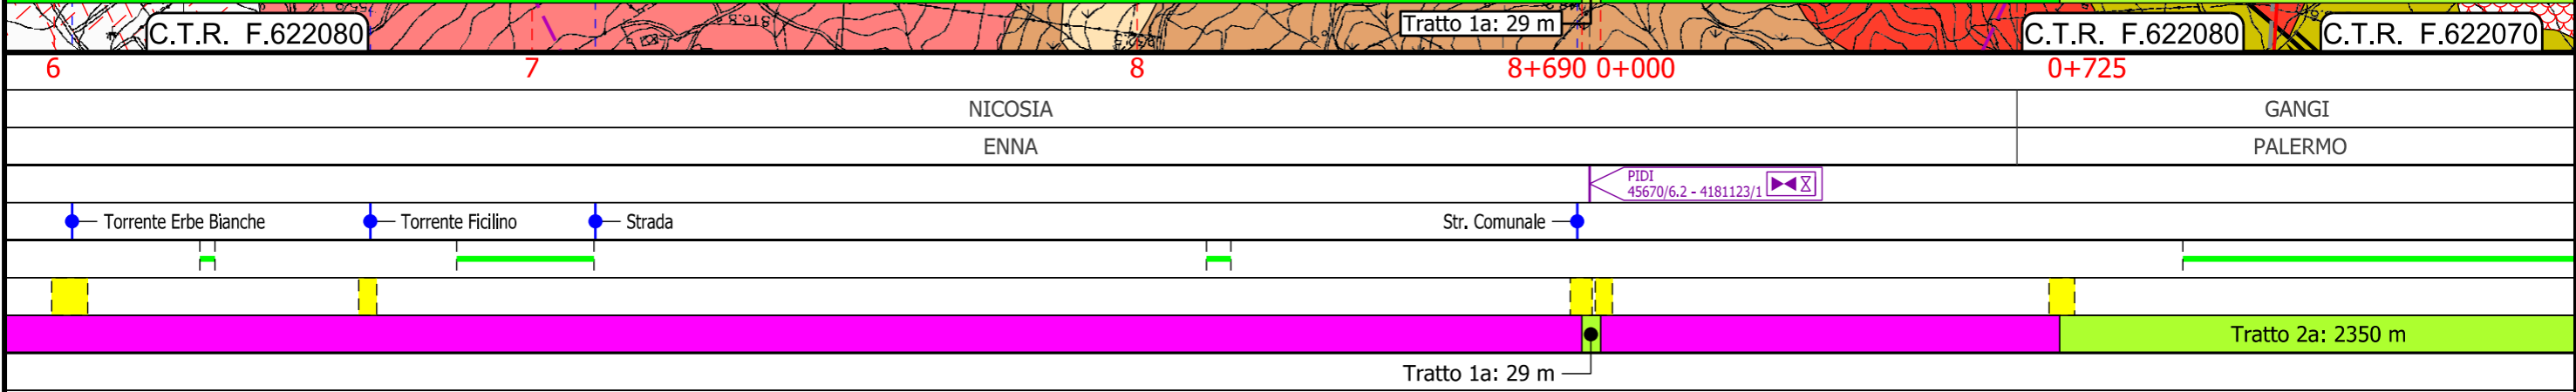 C.T.R. F.622080
Tratto 1a: 29 m
C.T.R. F.622080
C.T.R. F.622070
6
7
8
8+690
0+000
0+725
NICOSIA
GANGI
ENNA
PALERMO
PIDI
45670/6.2 - 4181123/1
Torrente Erbe Bianche
Torrente Ficilino
Strada
Str. Comunale
Tratto 2a: 2350 m
Tratto 1a: 29 m